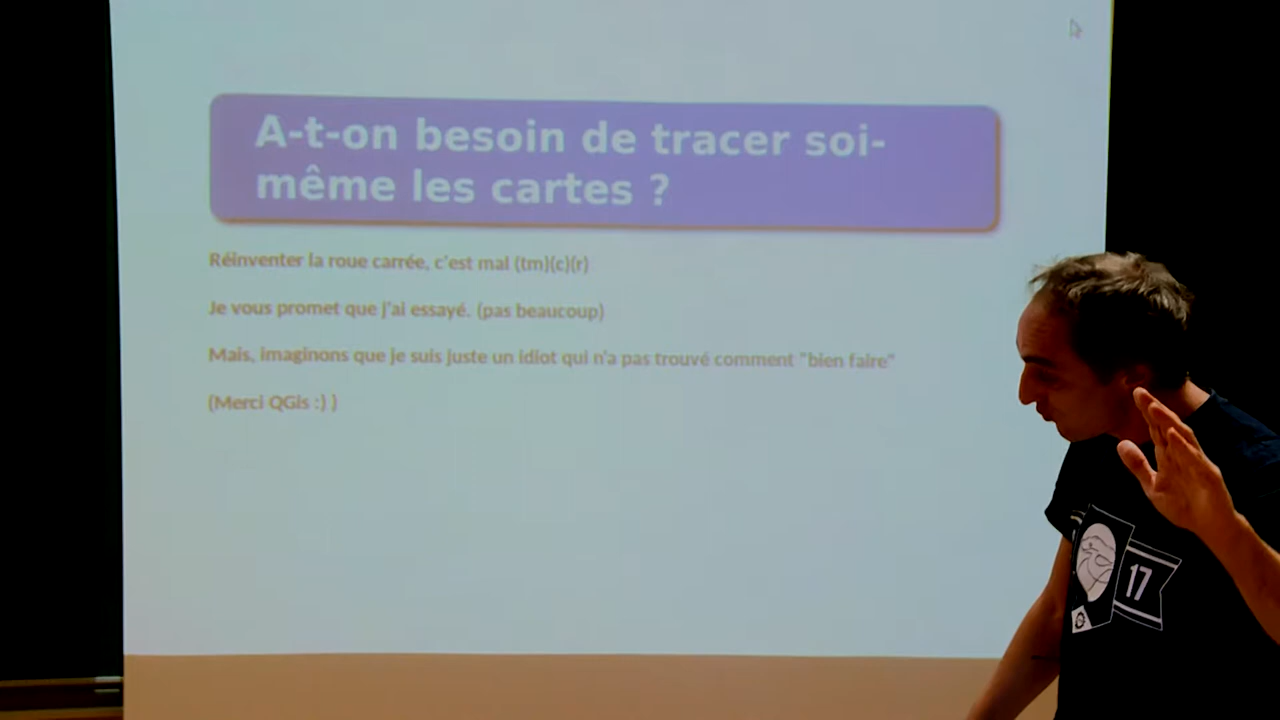 A-t-on besoin de tracer soi-
même les cartes ?
Réinventer la roue carrée, c'est mal (tm)(c)(r)
Je vous promet que j'ai essayé. (pas beaucoup)
Mais, imaginons que je suis juste un idiot qui n'a pas trouvé comment "bien faire"
(Merci QGis :) )
17